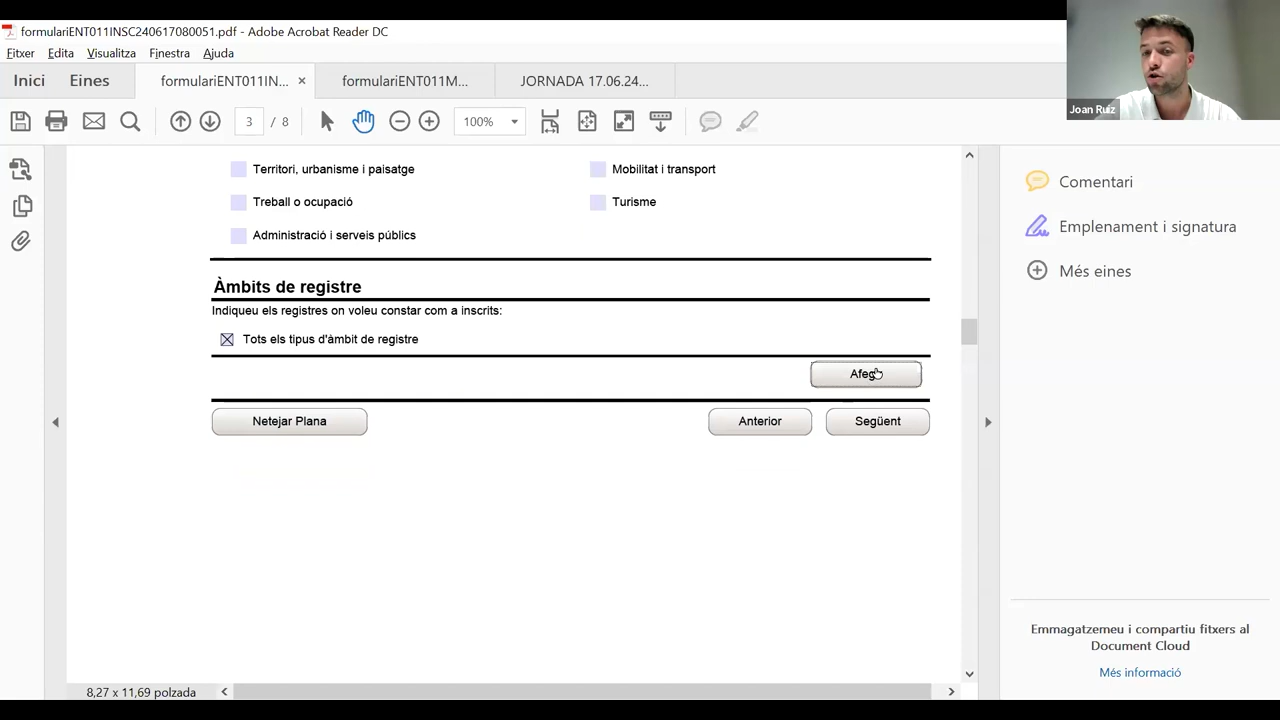 formulariENT011INSC240617080051.pdf - Adobe Acrobat Reader DC
Fitxer Edita Visualitza Finestra Ajuda
Inici Eines formulariENT011IN... × formulariENT011M... JORNADA 17.06.24...
3 / 8 100%
Joan Ruiz
Territori, urbanisme i paisatge Mobilitat i transport
Treball o ocupació Turisme
Administració i serveis públics
Àmbits de registre
Indiqueu els registres on voleu constar com a inscrits:
Tots els tipus d'àmbit de registre
Netejar Plana Anterior Següent
8,27 x 11,69 polzada
Comentari
Emplenament i signatura
Més eines
Emmagatzemeu i compartiu fitxers al
Document Cloud
Més informació